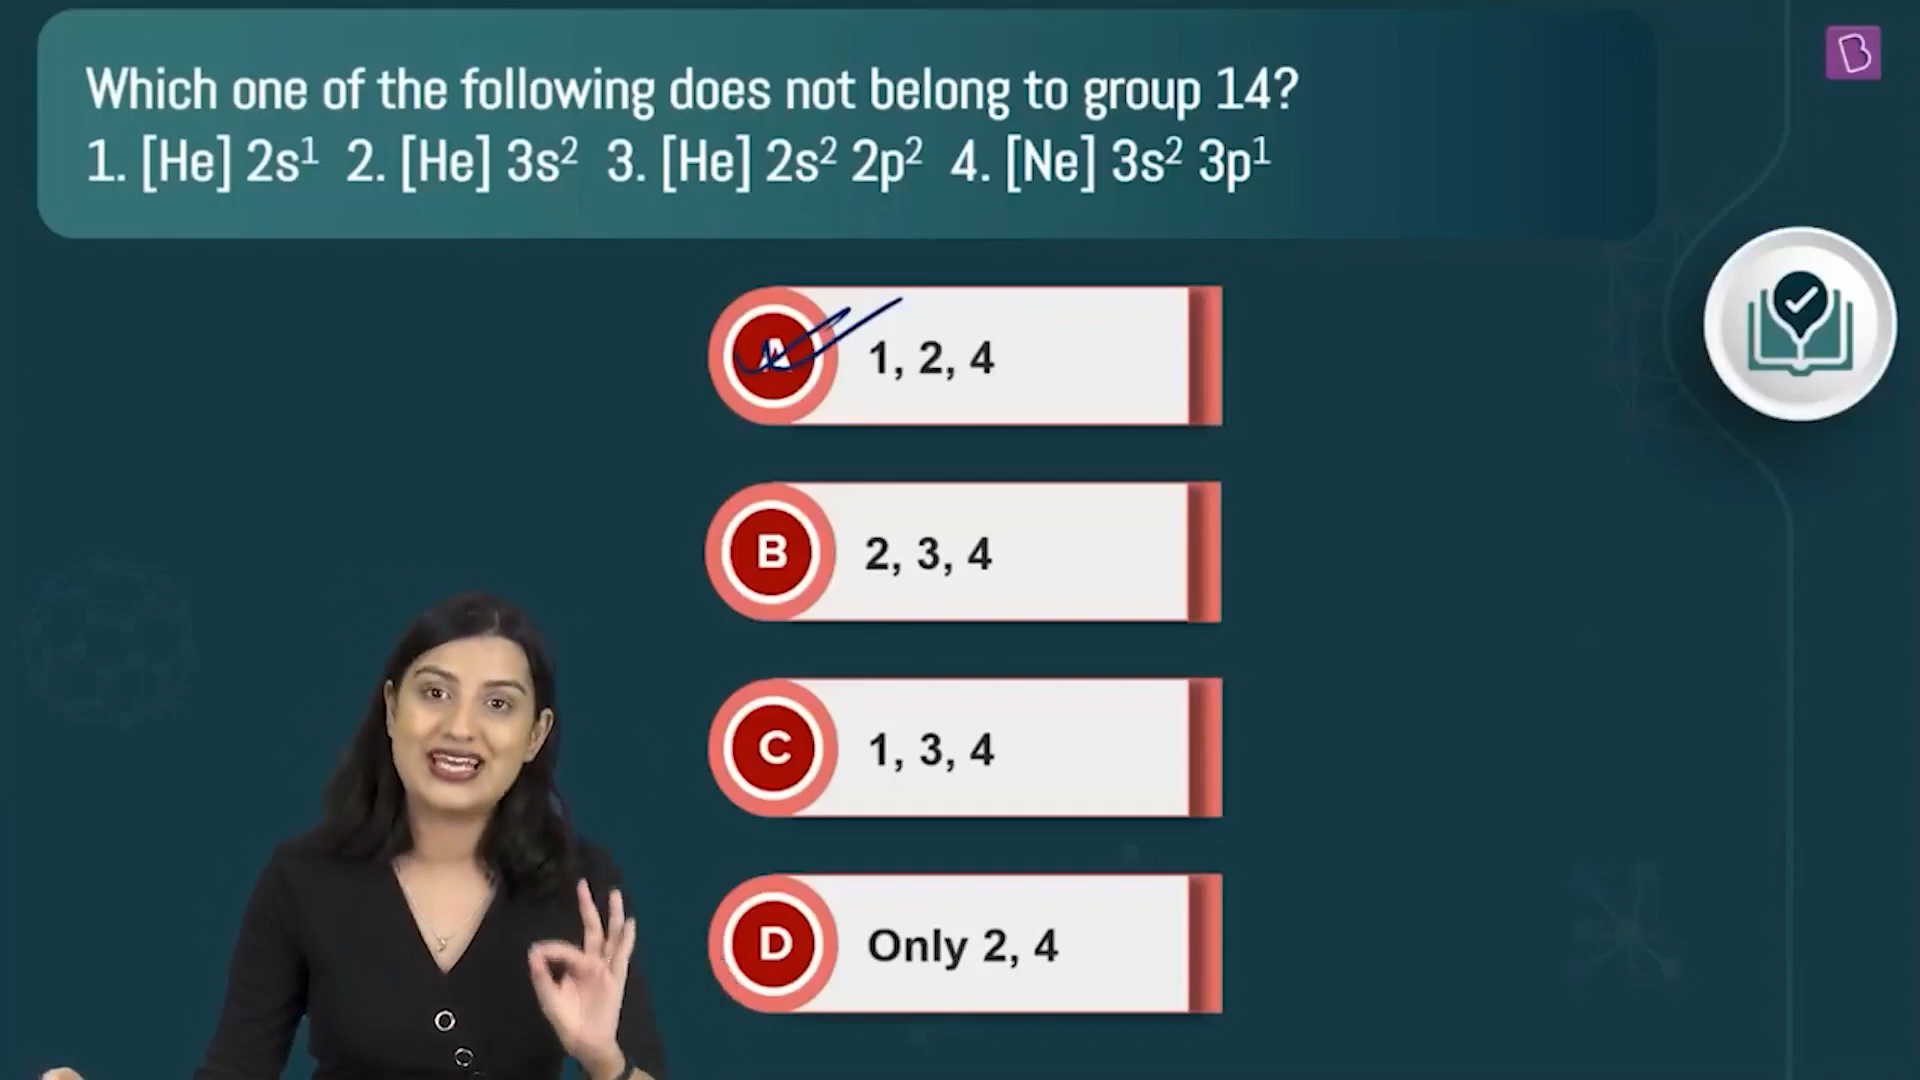 Which one of the following does not belong to group 14?
1. [He] 2s¹ 2. [He] 3s² 3. [He] 2s² 2p² 4. [Ne] 3s² 3p¹
B
A 1, 2, 4
B 2, 3, 4
C 1, 3, 4
D Only 2, 4